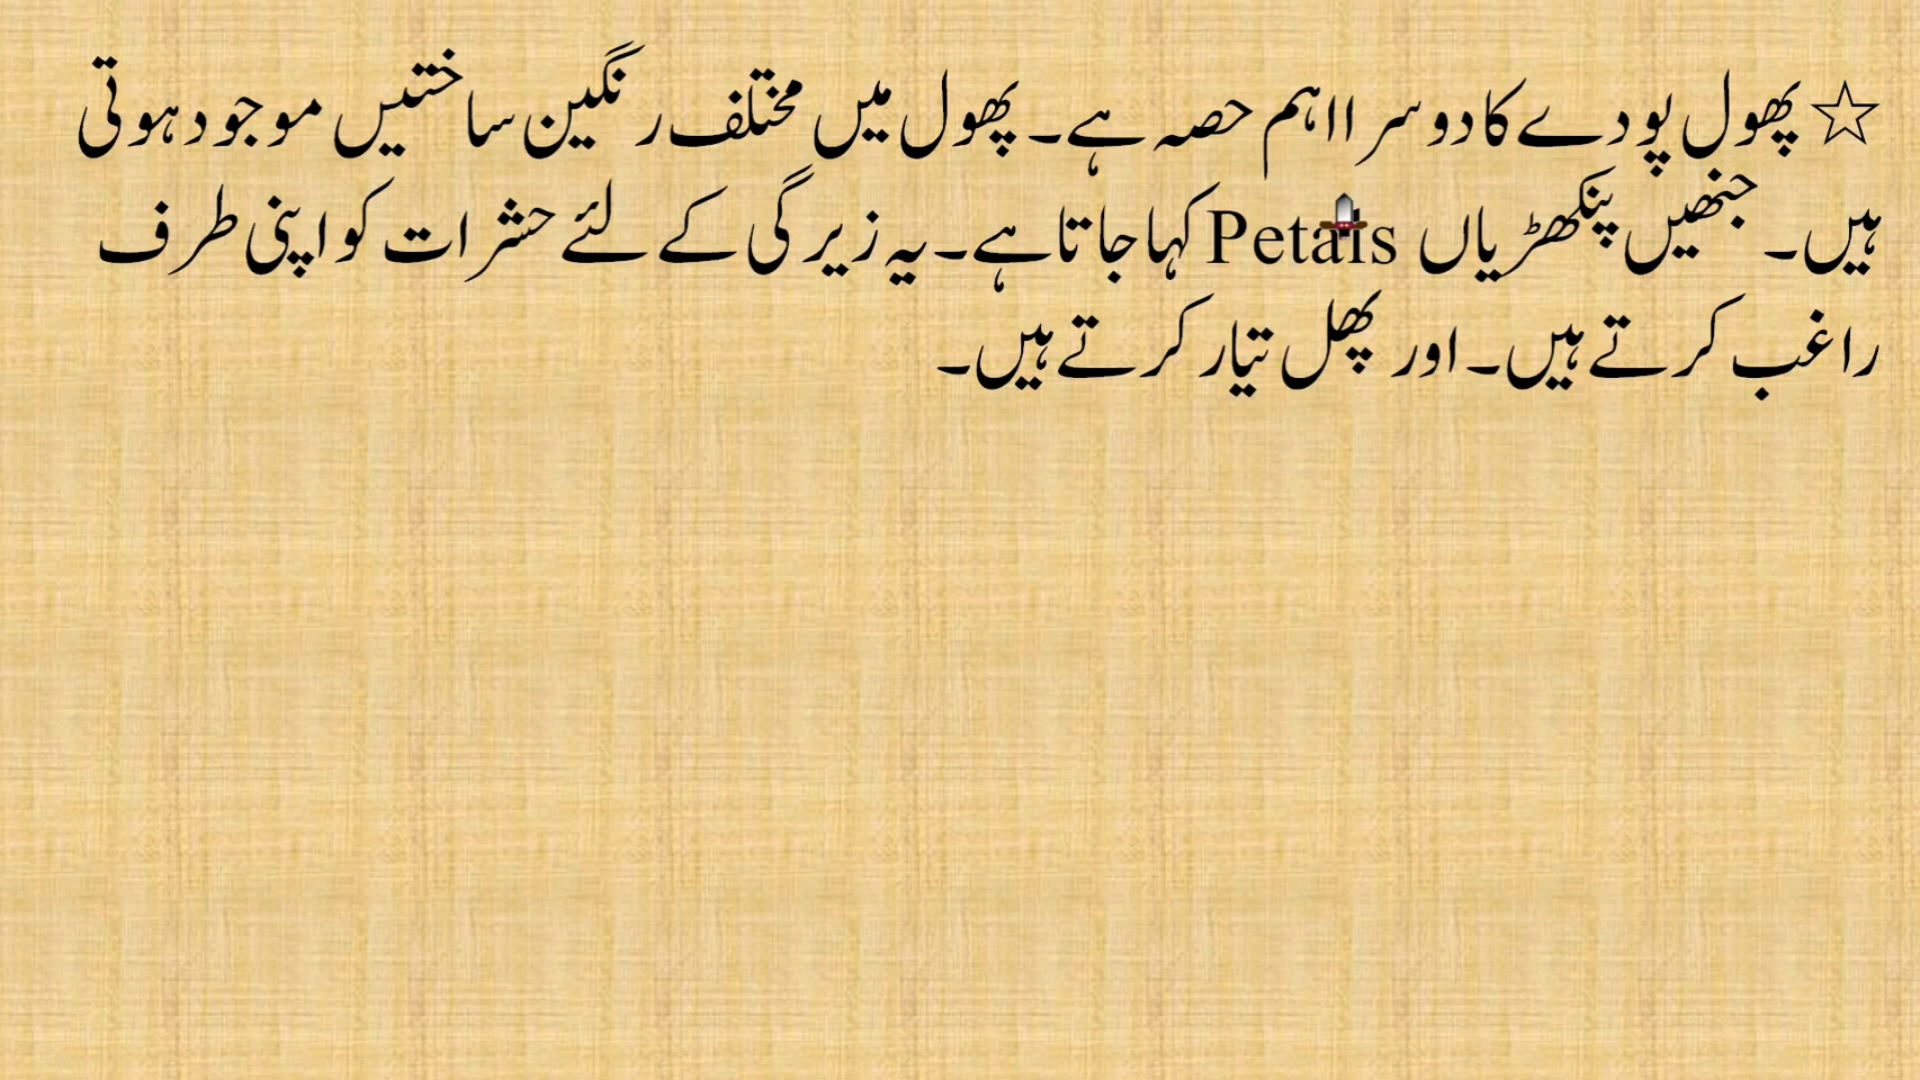 ☆ پھول پودے کا دوسرا اہم حصہ ہے۔ پھول میں مختلف رنگین ساختیں موجود ہوتی
ہیں۔ جنھیں پنکھڑیاں Petals کہا جاتا ہے۔ یہ زیرگی کے لئے حشرات کو اپنی طرف
راغب کرتے ہیں۔ اور پھل تیار کرتے ہیں۔